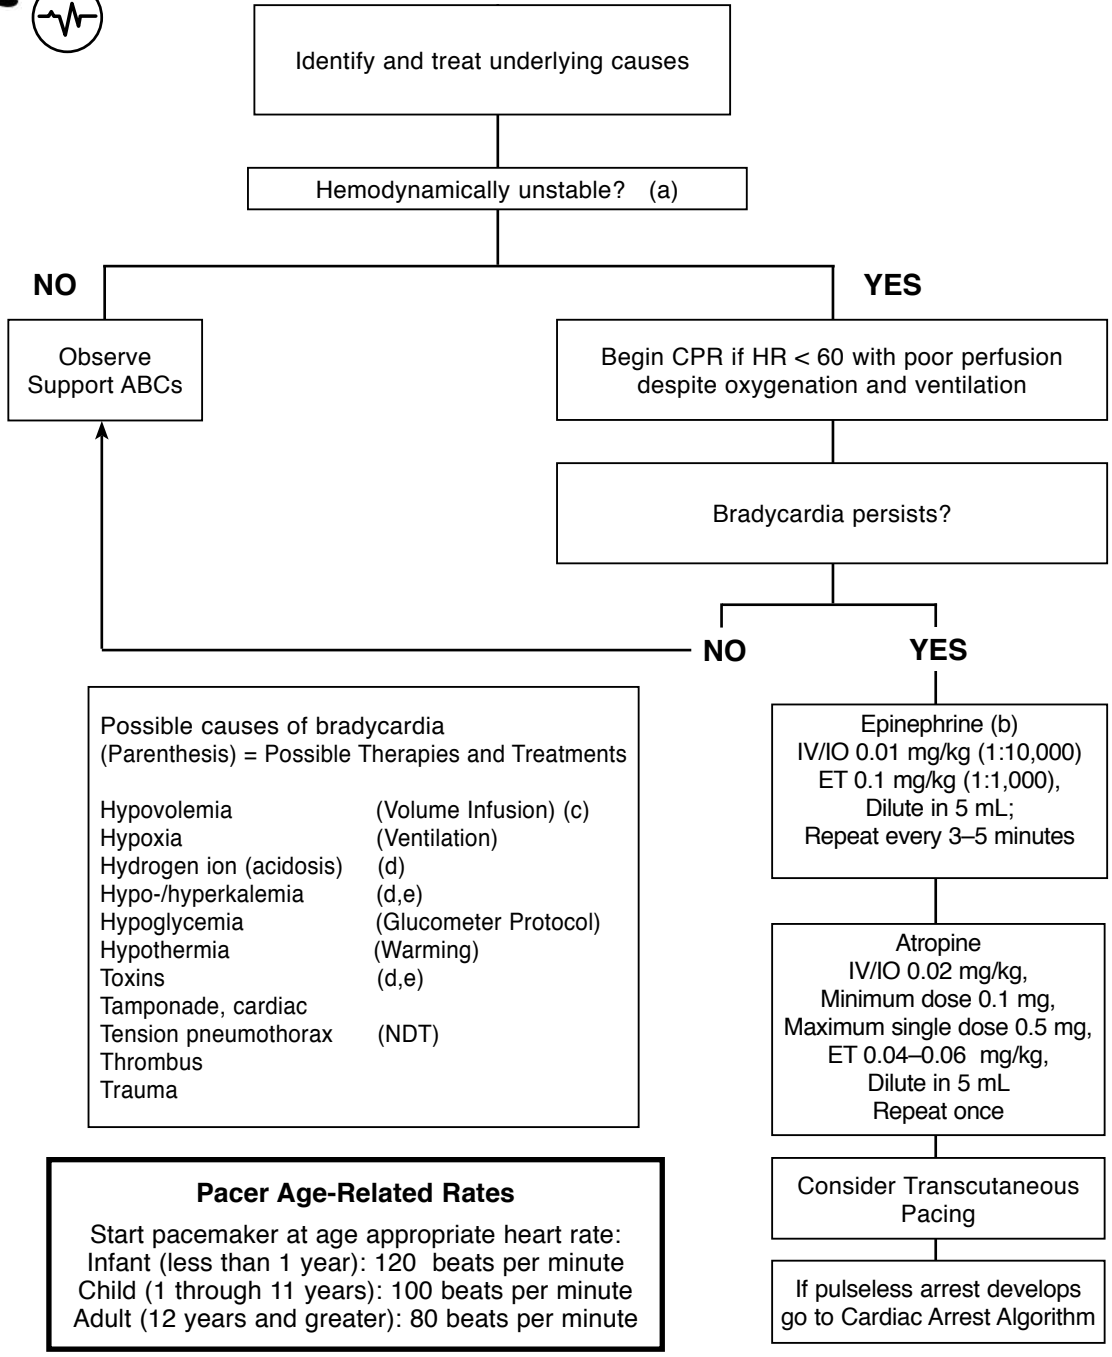 Identify and treat underlying causes
Hemodynamically unstable? (a)
NO
YES
Observe
Support ABCs
Begin CPR if HR < 60 with poor perfusion
despite oxygenation and ventilation
Bradycardia persists?
NO
YES
Possible causes of bradycardia
(Parenthesis) = Possible Therapies and Treatments
Hypovolemia (Volume Infusion) (c)
Hypoxia (Ventilation)
Hydrogen ion (acidosis) (d)
Hypo-/hyperkalemia (d,e)
Hypoglycemia (Glucometer Protocol)
Hypothermia (Warming)
Toxins (d,e)
Tamponade, cardiac
Tension pneumothorax (NDT)
Thrombus
Trauma
Epinephrine (b)
IV/IO 0.01 mg/kg (1:10,000)
ET 0.1 mg/kg (1:1,000),
Dilute in 5 mL;
Repeat every 3–5 minutes
Atropine
IV/IO 0.02 mg/kg,
Minimum dose 0.1 mg,
Maximum single dose 0.5 mg,
ET 0.04–0.06 mg/kg,
Dilute in 5 mL
Repeat once
Consider Transcutaneous
Pacing
If pulseless arrest develops
go to Cardiac Arrest Algorithm
Pacer Age-Related Rates
Start pacemaker at age appropriate heart rate:
Infant (less than 1 year): 120 beats per minute
Child (1 through 11 years): 100 beats per minute
Adult (12 years and greater): 80 beats per minute